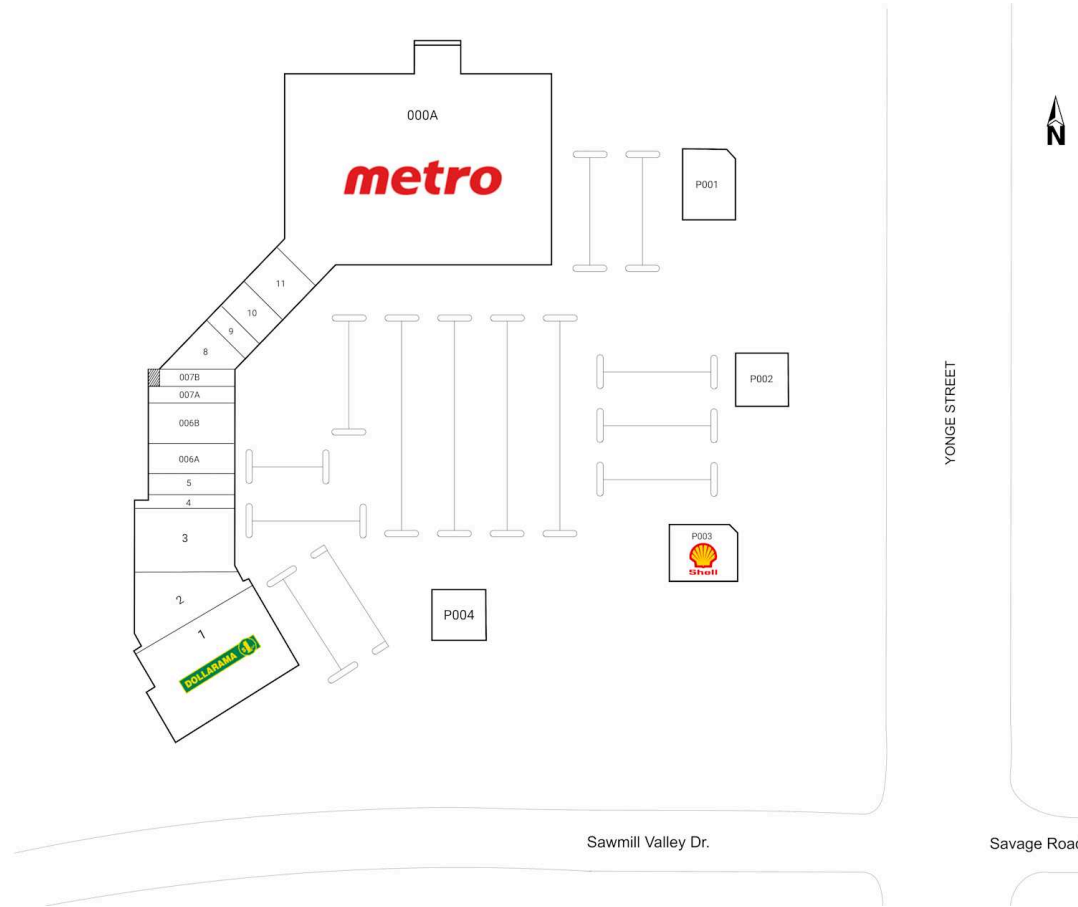 000A
metro
N
P001
11
10
9
8
007B
007A
P002
006B
YONGE STREET
006A
5
4
P003
Shell
3
2
P004
1
DOLLARAMA
Sawmill Valley Dr.
Savage Road